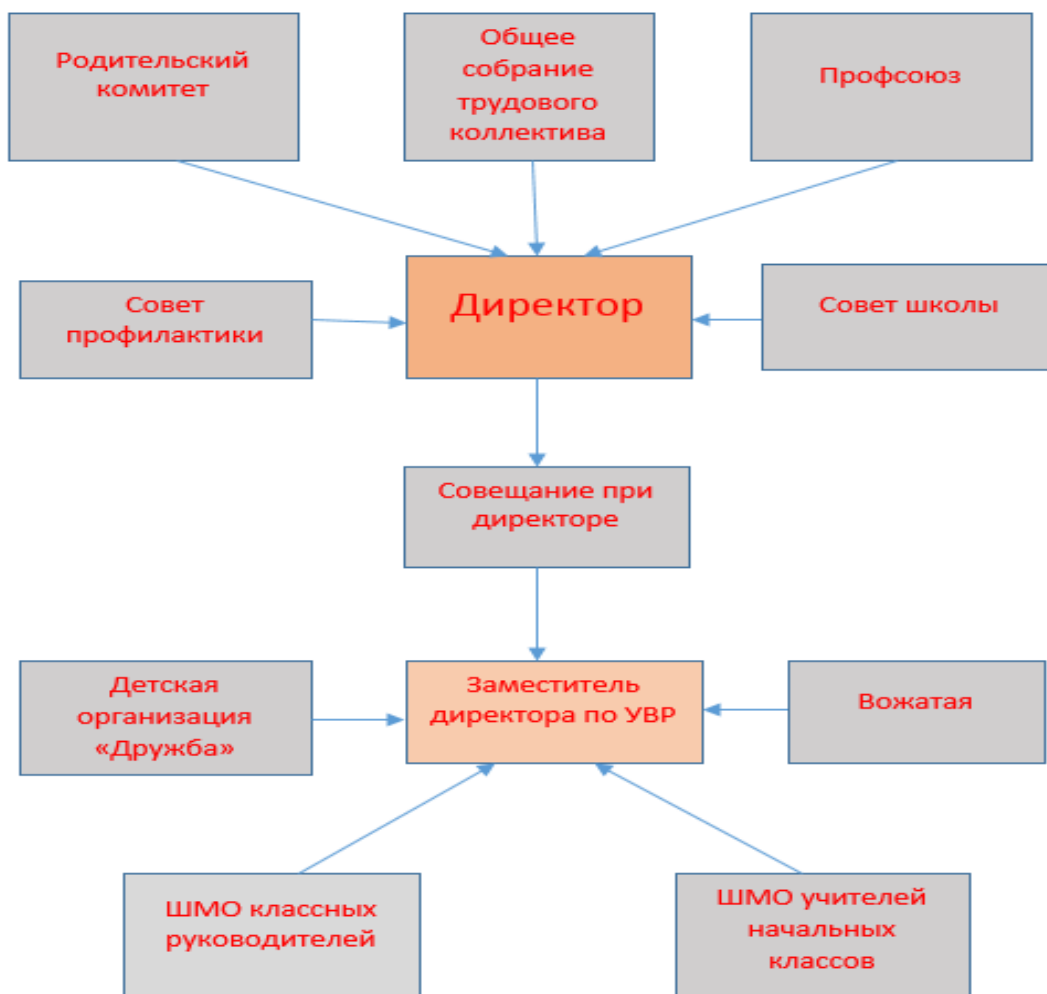 Родительский
комитет
Общее
собрание
трудового
коллектива
Профсоюз
Совет
профилактики
Директор
Совет школы
Совещание при
директоре
Детская
организация
«Дружба»
Заместитель
директора по УВР
Вожатая
ШМО классных
руководителей
ШМО учителей
начальных
классов